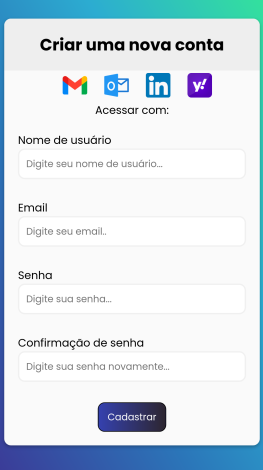 Criar uma nova conta
Acessar com:
Nome de usuário
Digite seu nome de usuário...
Email
Digite seu email..
Senha
Digite sua senha...
Confirmação de senha
Digite sua senha novamente...
Cadastrar